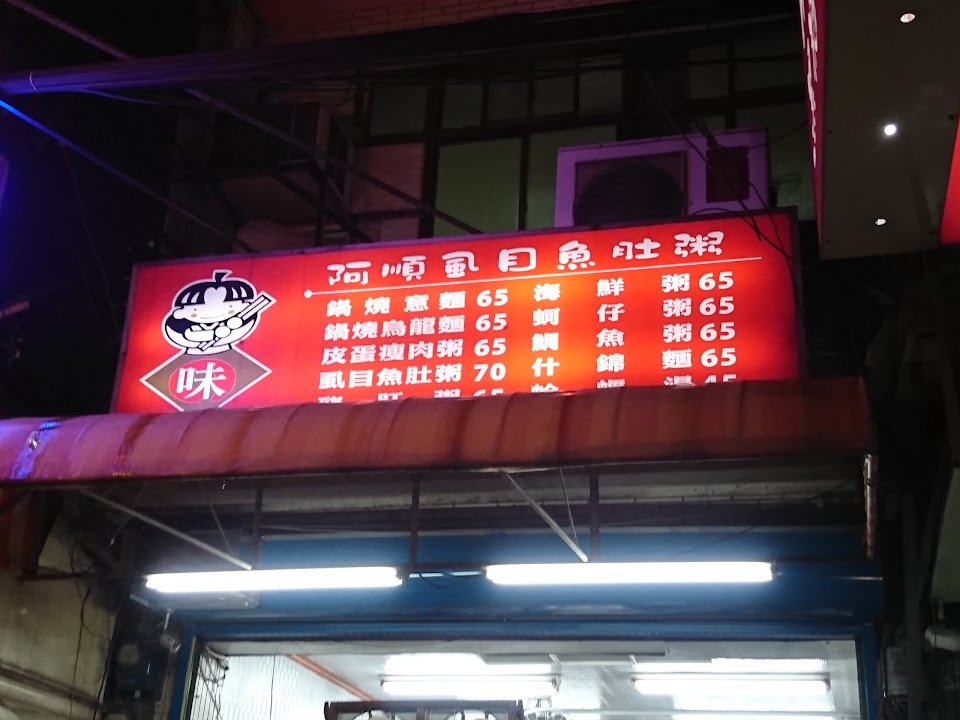 阿順虱目魚肚粥
鍋燒意麵 65 海鮮粥 65
鍋燒烏龍麵 65 蚵仔粥 65
皮蛋瘦肉粥 65 鯛魚粥 65
虱目魚肚粥 70 什錦麵 65
味